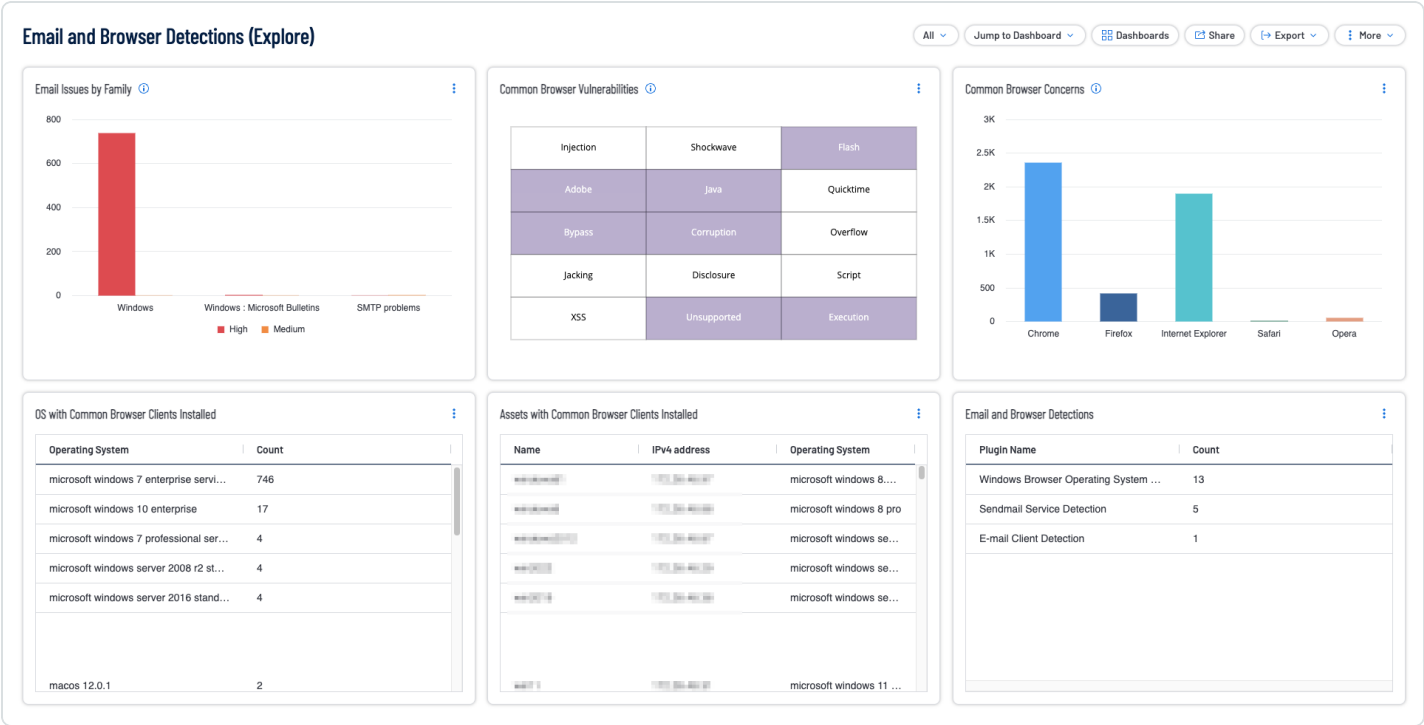 Email and Browser Detections (Explore)
All
Jump to Dashboard
Dashboards
Share
Export
More
Email Issues by Family
800
600
400
200
0
Windows
Windows : Microsoft Bulletins
SMTP problems
High
Medium
Common Browser Vulnerabilities
Injection
Shockwave
Flash
Adobe
Java
Quicktime
Bypass
Corruption
Overflow
Jacking
Disclosure
Script
XSS
Unsupported
Execution
Common Browser Concerns
3K
2.5K
2K
1.5K
1K
500
0
Chrome
Firefox
Internet Explorer
Safari
Opera
OS with Common Browser Clients Installed
Operating System Count
microsoft windows 7 enterprise servi... 746
microsoft windows 10 enterprise 17
microsoft windows 7 professional ser... 4
microsoft windows server 2008 r2 st... 4
microsoft windows server 2016 stand... 4
macos 12.0.1 2
Assets with Common Browser Clients Installed
Name IPv4 address Operating System
microsoft windows 8....
microsoft windows 8 pro
microsoft windows se...
microsoft windows se...
microsoft windows se...
microsoft windows 11 ...
Email and Browser Detections
Plugin Name Count
Windows Browser Operating System ... 13
Sendmail Service Detection 5
E-mail Client Detection 1